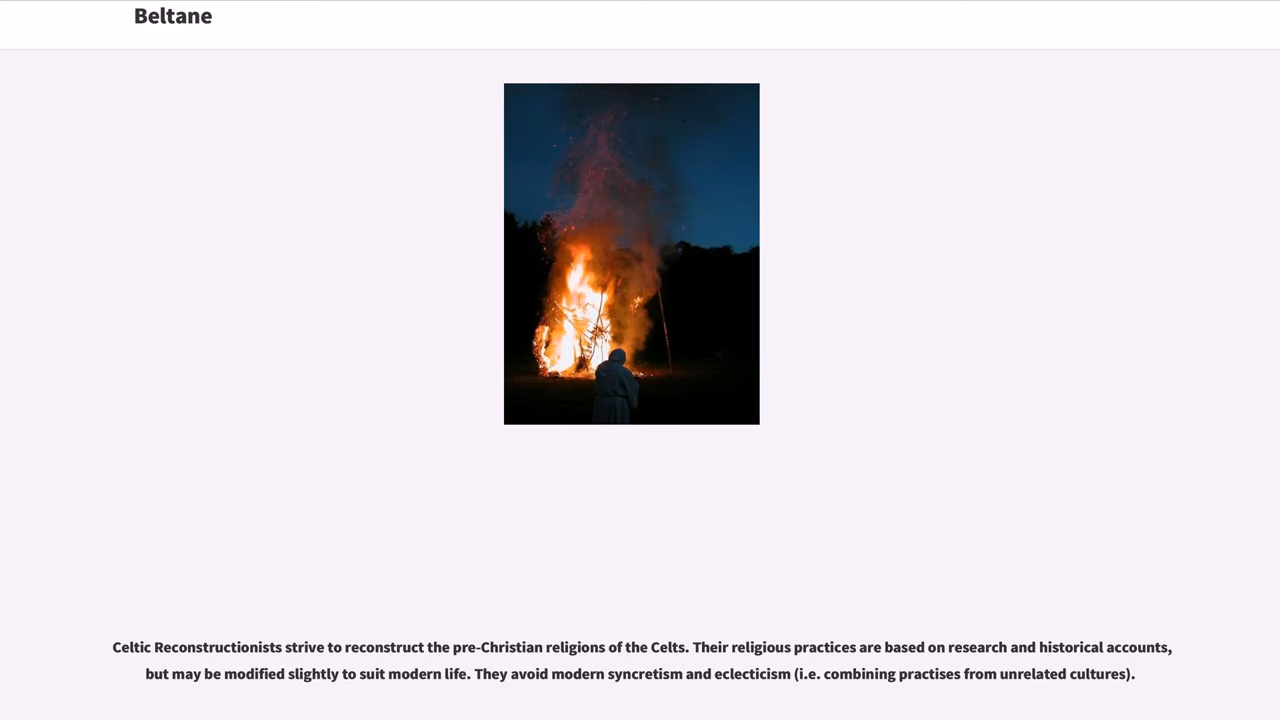 Beltane
Celtic Reconstructionists strive to reconstruct the pre-Christian religions of the Celts. Their religious practices are based on research and historical accounts,
but may be modified slightly to suit modern life. They avoid modern syncretism and eclecticism (i.e. combining practises from unrelated cultures).